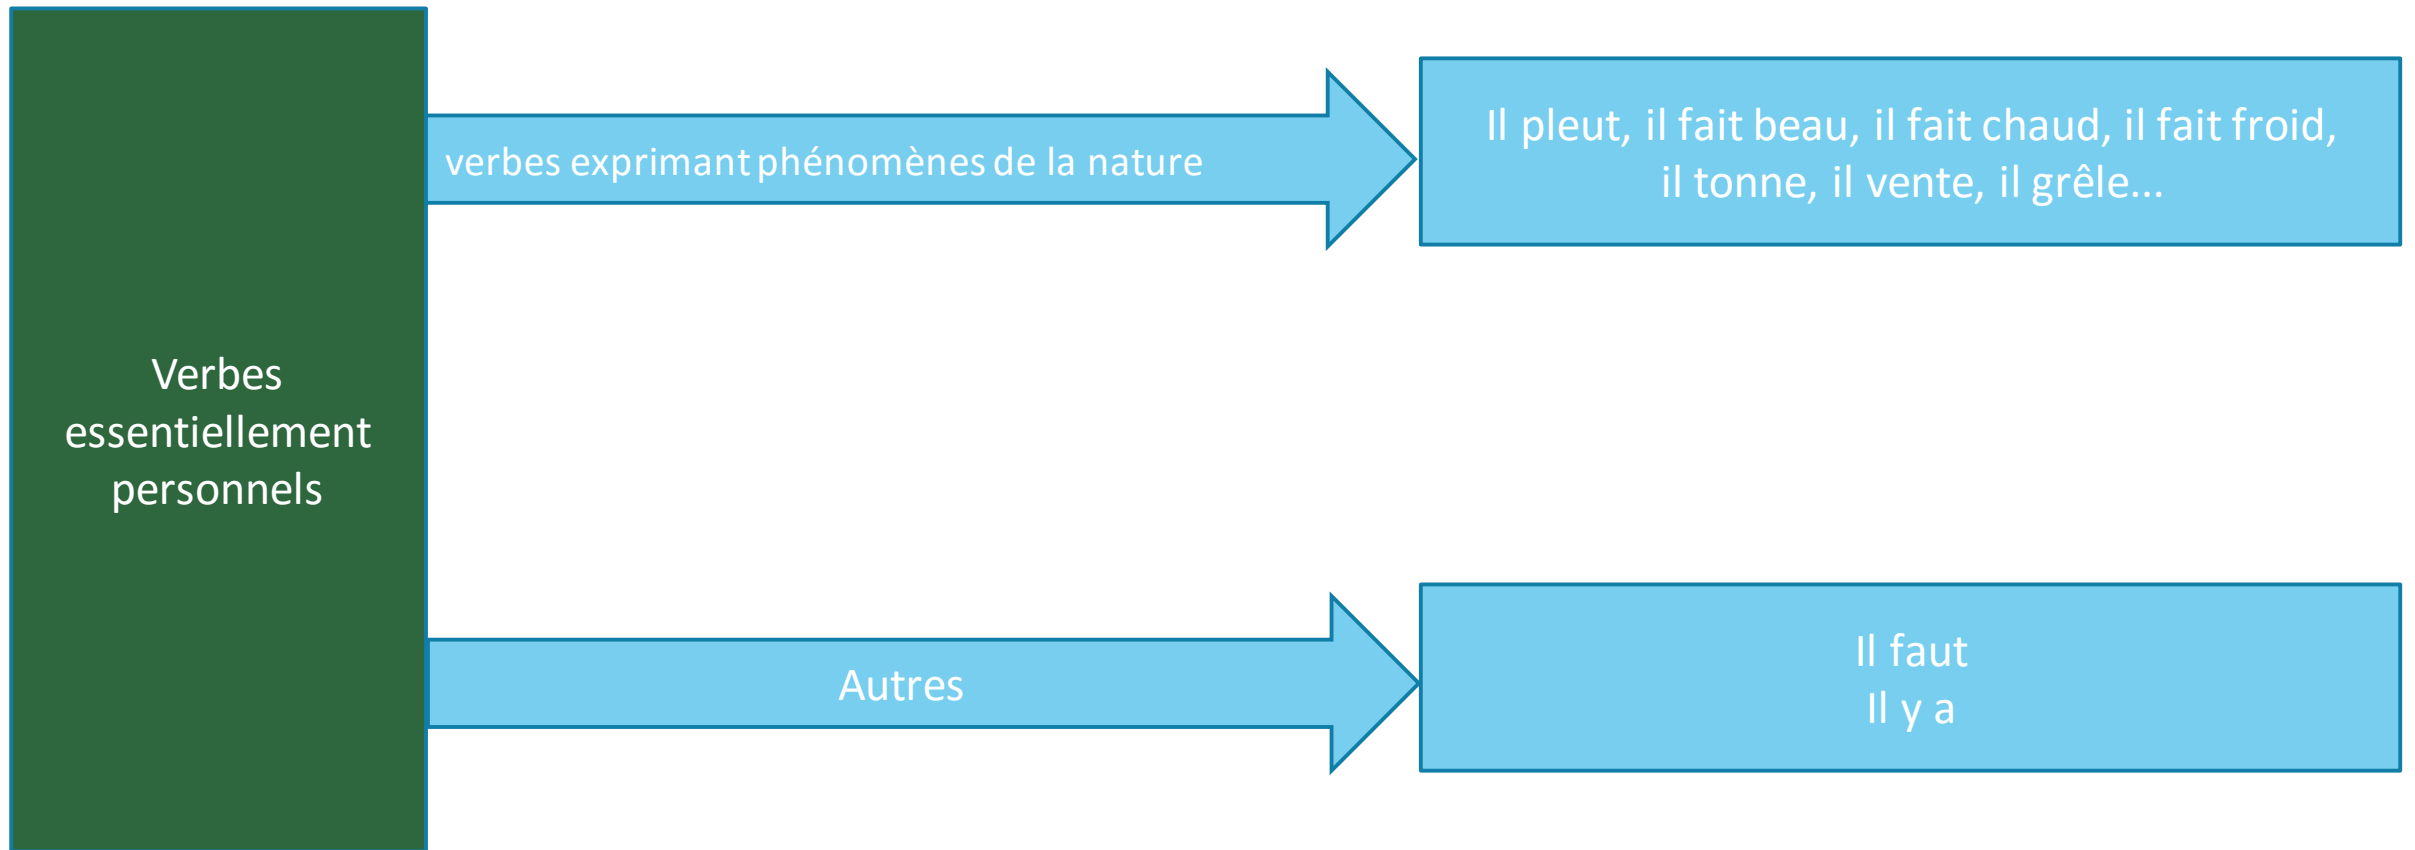 Verbes
essentiellement
personnels
verbes exprimant phénomènes de la nature
Il pleut, il fait beau, il fait chaud, il fait froid,
il tonne, il vente, il grêle...
Autres
Il faut
Il y a